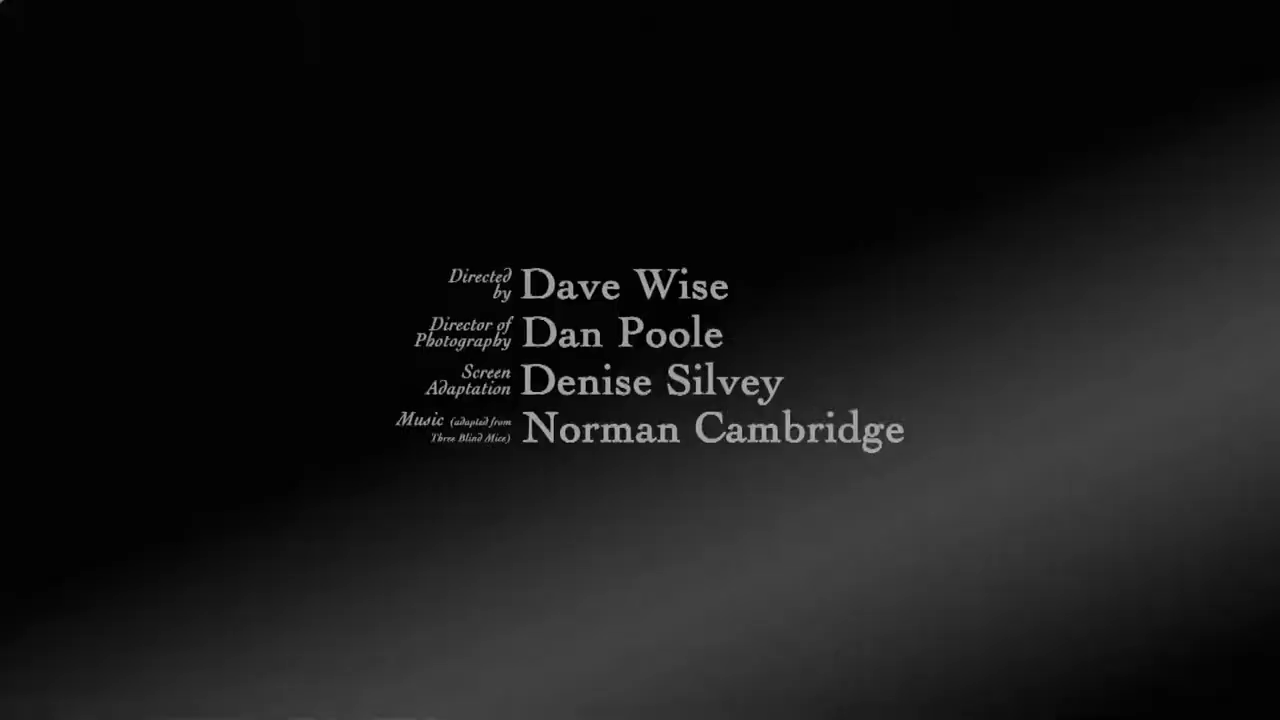 Directed
by Dave Wise
Director of
Photography Dan Poole
Screen
Adaptation Denise Silvey
Music (adapted from
Three Blind Mice) Norman Cambridge